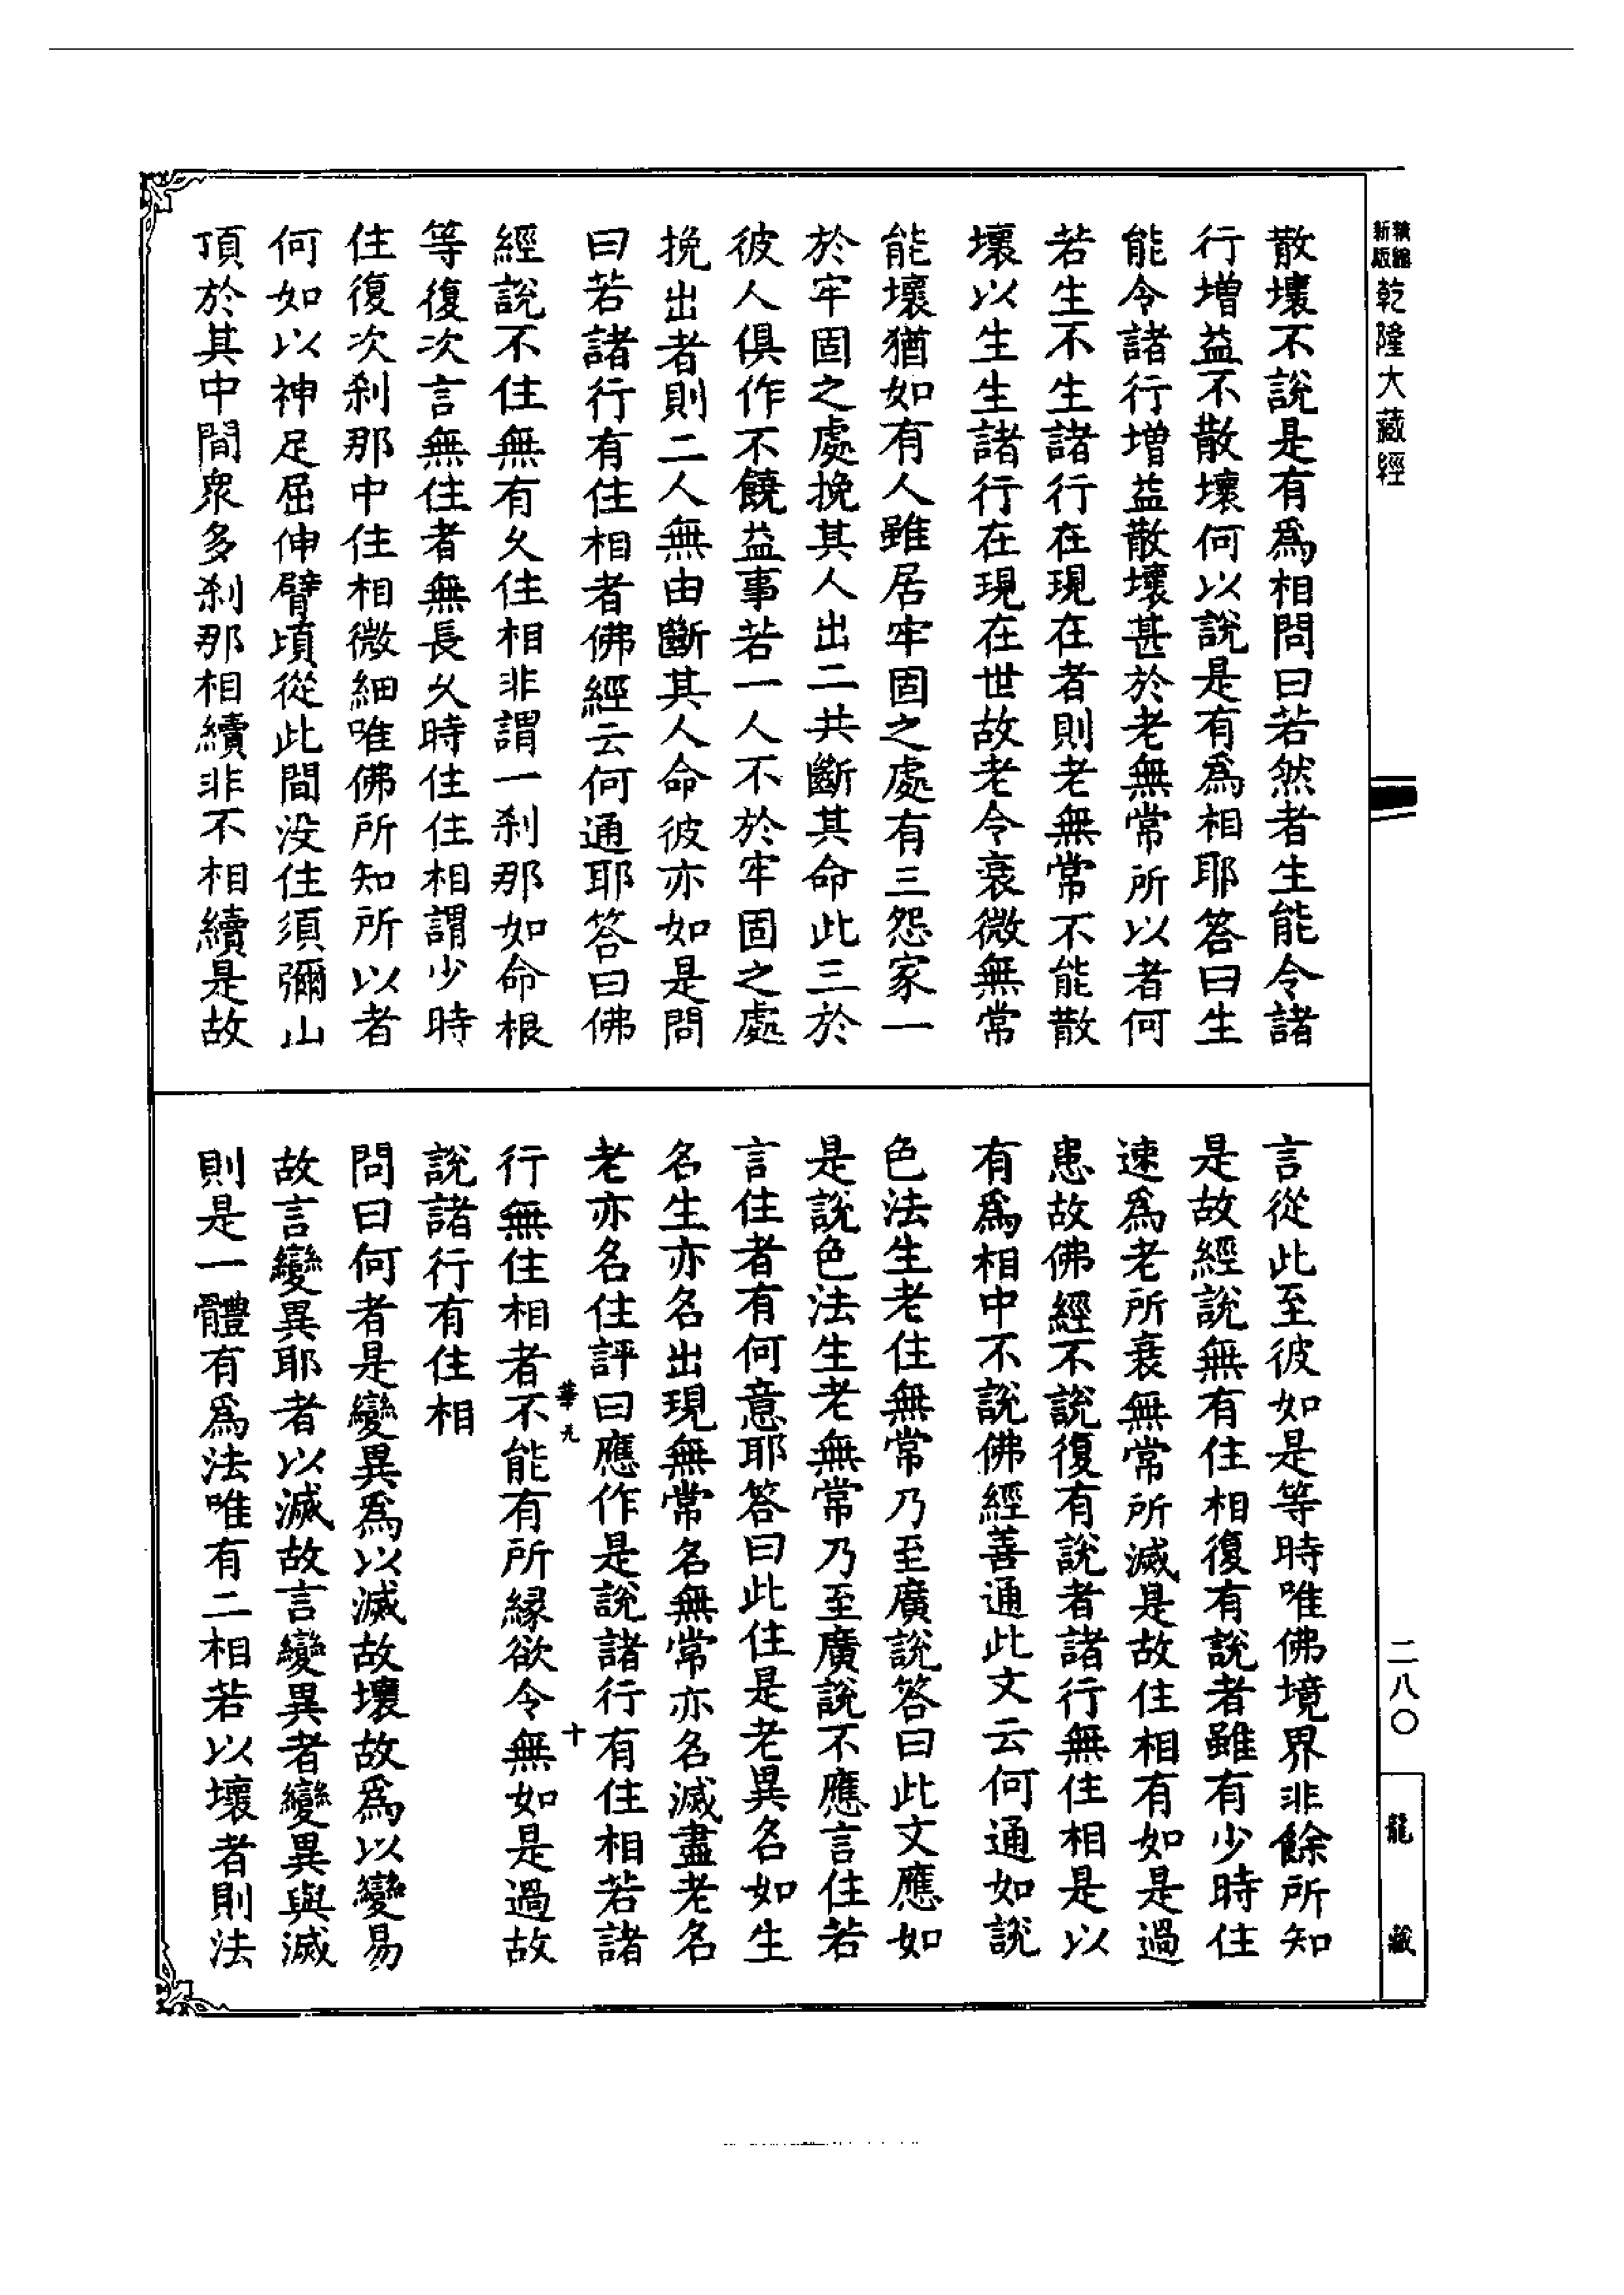 精縮新版乾隆大藏經
散壞不說是有爲相問曰若然者生能令諸
行增益不散壞何以說是有爲相耶答曰生
能令諸行增益散壞甚於老無常所以者何
若生不生諸行在現在者則老無常不能散
壞以生生諸行在現在世故老令衰微無常
能壞猶如有人雖居牢固之處有三怨家一
於牢固之處挽其人出二共斷其命此三於
彼人俱作不饒益事若一人不於牢固之處
挽出者則二人無由斷其人命彼亦如是問
曰若諸行有住相者佛經云何通耶答曰佛
經說不住無有久住相非謂一刹那如命根
等復次言無住者無長久時住住相謂少時
住復次刹那中住相微細唯佛所知所以者
何如以神足屈伸臂頃從此間没住須彌山
頂於其中間衆多刹那相續非不相續是故
言從此至彼如是等時唯佛境界非餘所知
是故經說無有住相復有說者雖有少時住
速爲老所衰無常所滅是故住相有如是過
患故佛經不說復有說者諸行無住相是以
有爲相中不說佛經善通此文云何通如說
色法生老住無常乃至廣說答曰此文應如
是說色法生老無常乃至廣說不應言住若
言住者有何意耶答曰此住是老異名如生
名生亦名出現無常名無常亦名滅盡老名
老亦名住評曰應作是說諸行有住相若諸
華九 十
行無住相者不能有所緣欲令無如是過故
說諸行有住相
問曰何者是變異爲以滅故壞故爲以變易
故言變異耶者以滅故言變異者變異與滅
則是一體有爲法唯有二相若以壞者則法
二八〇
龍藏